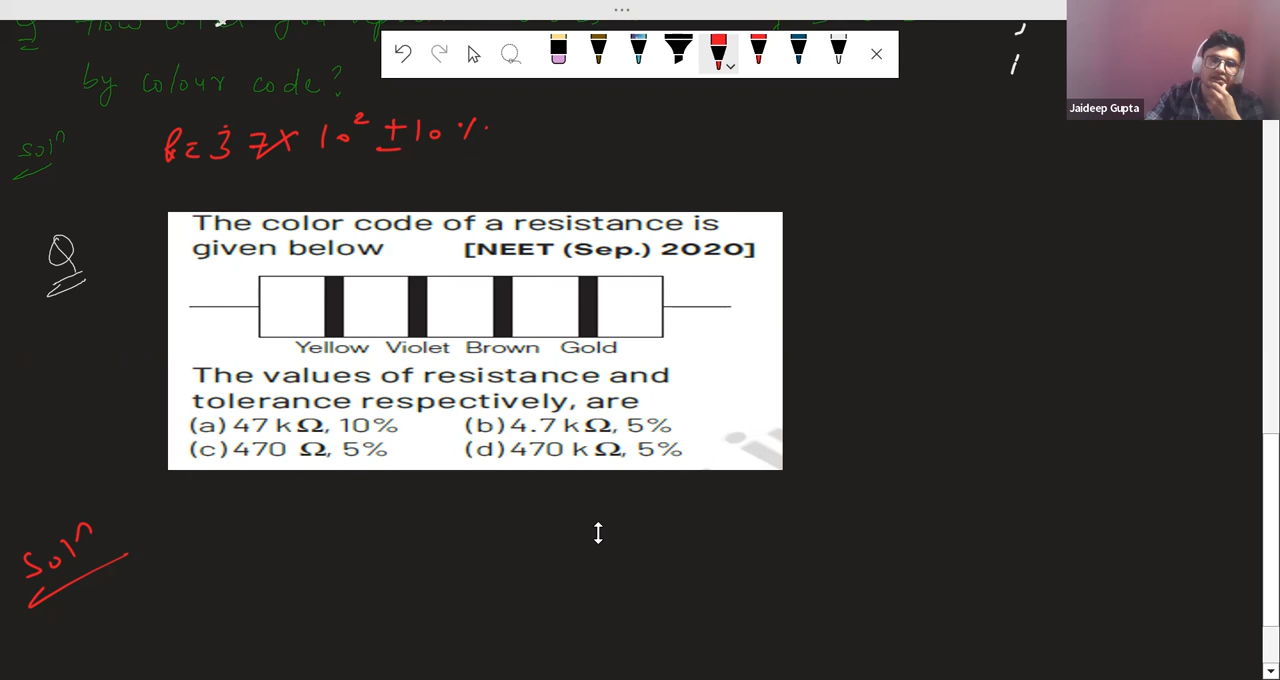 by colour code?
Soln
R = 37 × 10² ± 10 %
Jaideep Gupta
Q
The color code of a resistance is
given below [NEET (Sep.) 2020]
Yellow Violet Brown Gold
The values of resistance and
tolerance respectively, are
(a) 47 kΩ, 10% (b) 4.7 kΩ, 5%
(c) 470 Ω, 5% (d) 470 kΩ, 5%
Soln